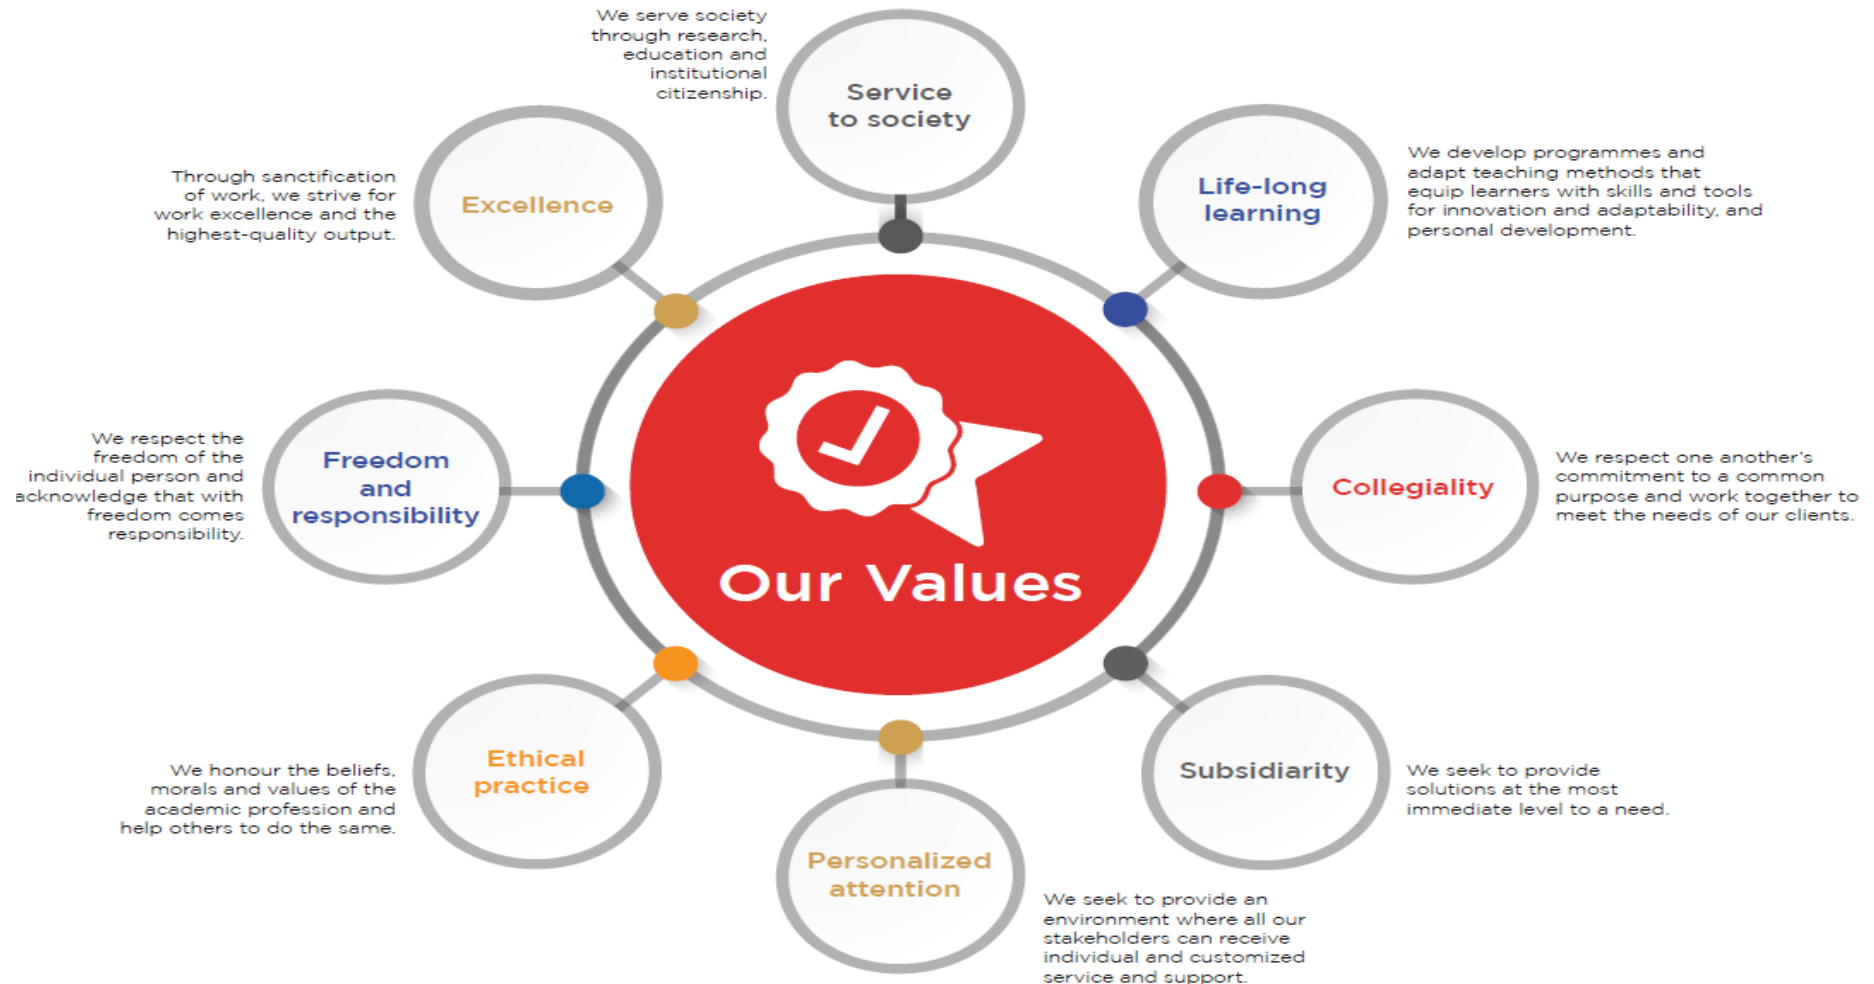 We serve society
through research,
education and
institutional
citizenship.
Service
to society
Life-long
learning
We develop programmes and
adapt teaching methods that
equip learners with skills and tools
for innovation and adaptability, and
personal development.
Collegiality
We respect one another's
commitment to a common
purpose and work together to
meet the needs of our clients.
Subsidiarity
We seek to provide
solutions at the most
immediate level to a need.
Personalized
attention
We seek to provide an
environment where all our
stakeholders can receive
individual and customized
service and support.
Ethical
practice
We honour the beliefs,
morals and values of the
academic profession and
help others to do the same.
Freedom
and
responsibility
We respect the
freedom of the
individual person and
acknowledge that with
freedom comes
responsibility.
Excellence
Through sanctification
of work, we strive for
work excellence and the
highest-quality output.
Our Values